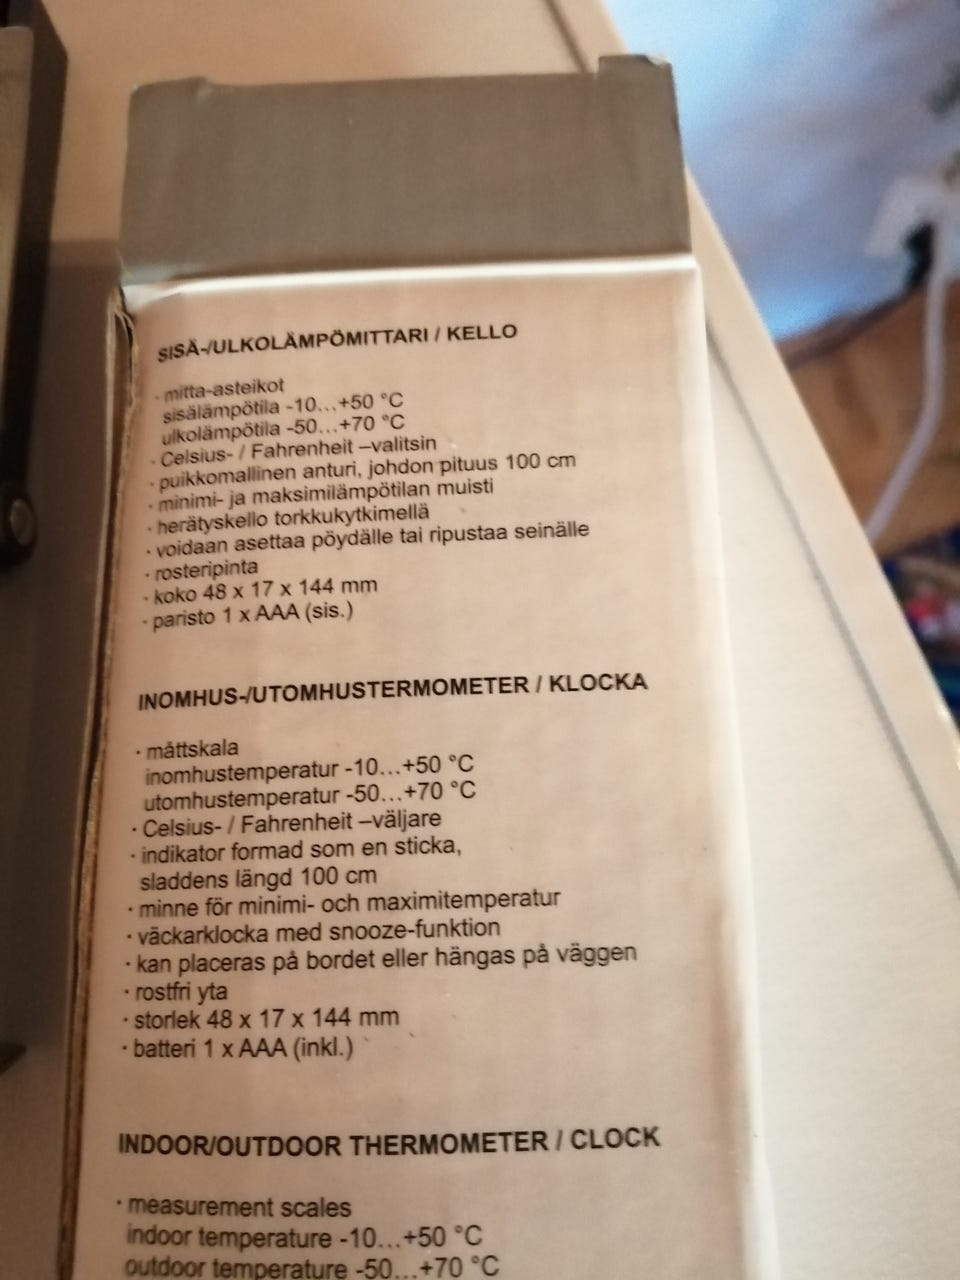 SISÄ-/ULKOLÄMPÖMITTARI / KELLO
· mitta-asteikot
sisälämpötila -10...+50 °C
ulkolämpötila -50...+70 °C
· Celsius- / Fahrenheit –valitsin
· puikkomallinen anturi, johdon pituus 100 cm
· minimi- ja maksimilämpötilan muisti
· herätyskello torkkukytkimellä
· voidaan asettaa pöydälle tai ripustaa seinälle
· rosteripinta
· koko 48 x 17 x 144 mm
· paristo 1 x AAA (sis.)
INOMHUS-/UTOMHUSTERMOMETER / KLOCKA
· måttskala
inomhustemperatur -10...+50 °C
utomhustemperatur -50...+70 °C
· Celsius- / Fahrenheit –väljare
· indikator formad som en sticka,
sladdens längd 100 cm
· minne för minimi- och maximitemperatur
· väckarklocka med snooze-funktion
· kan placeras på bordet eller hängas på väggen
· rostfri yta
· storlek 48 x 17 x 144 mm
· batteri 1 x AAA (inkl.)
INDOOR/OUTDOOR THERMOMETER / CLOCK
· measurement scales
indoor temperature -10...+50 °C
outdoor temperature -50...+70 °C